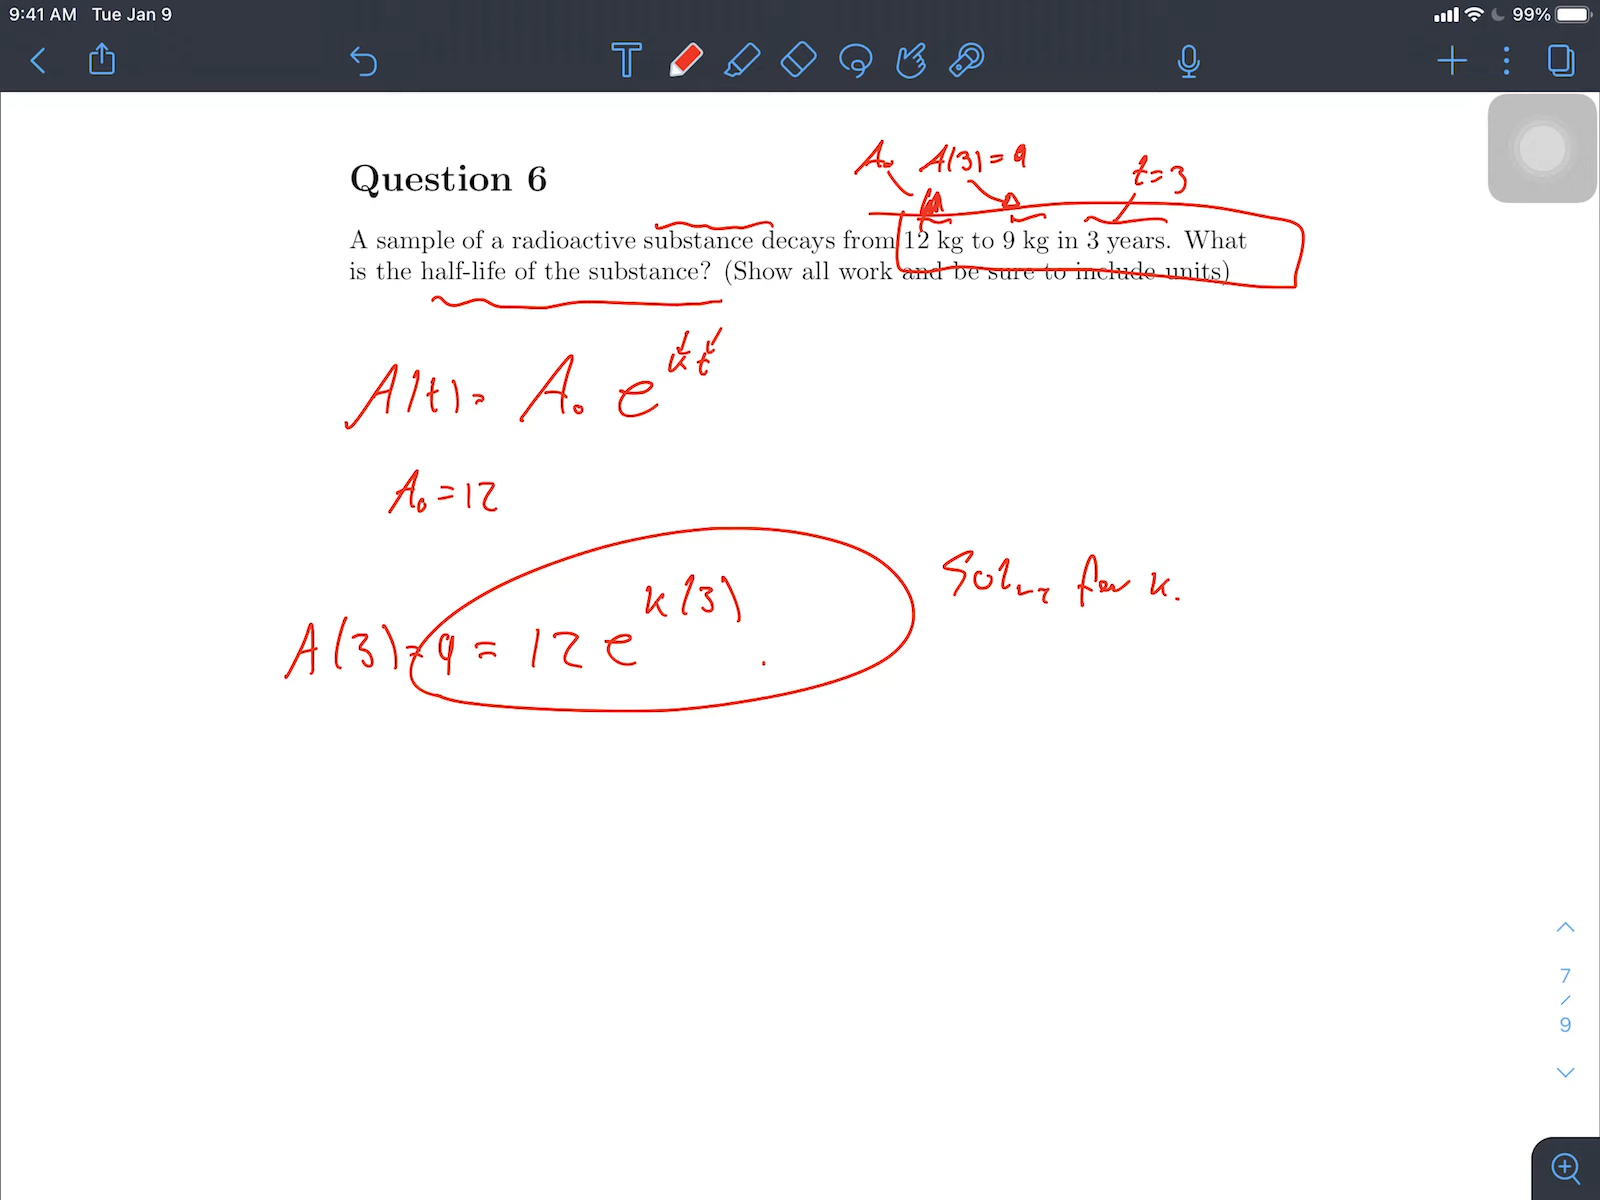 9:41 AM Tue Jan 9
99%
A₀ A(3)=9
t=3
Question 6
A sample of a radioactive substance decays from 12 kg to 9 kg in 3 years. What
is the half-life of the substance? (Show all work and be sure to include units)
A(t) = A₀ e^{kt}
A₀ = 12
Solve for k.
A(3) = 9 = 12 e^{k(3)}.
7
/
9